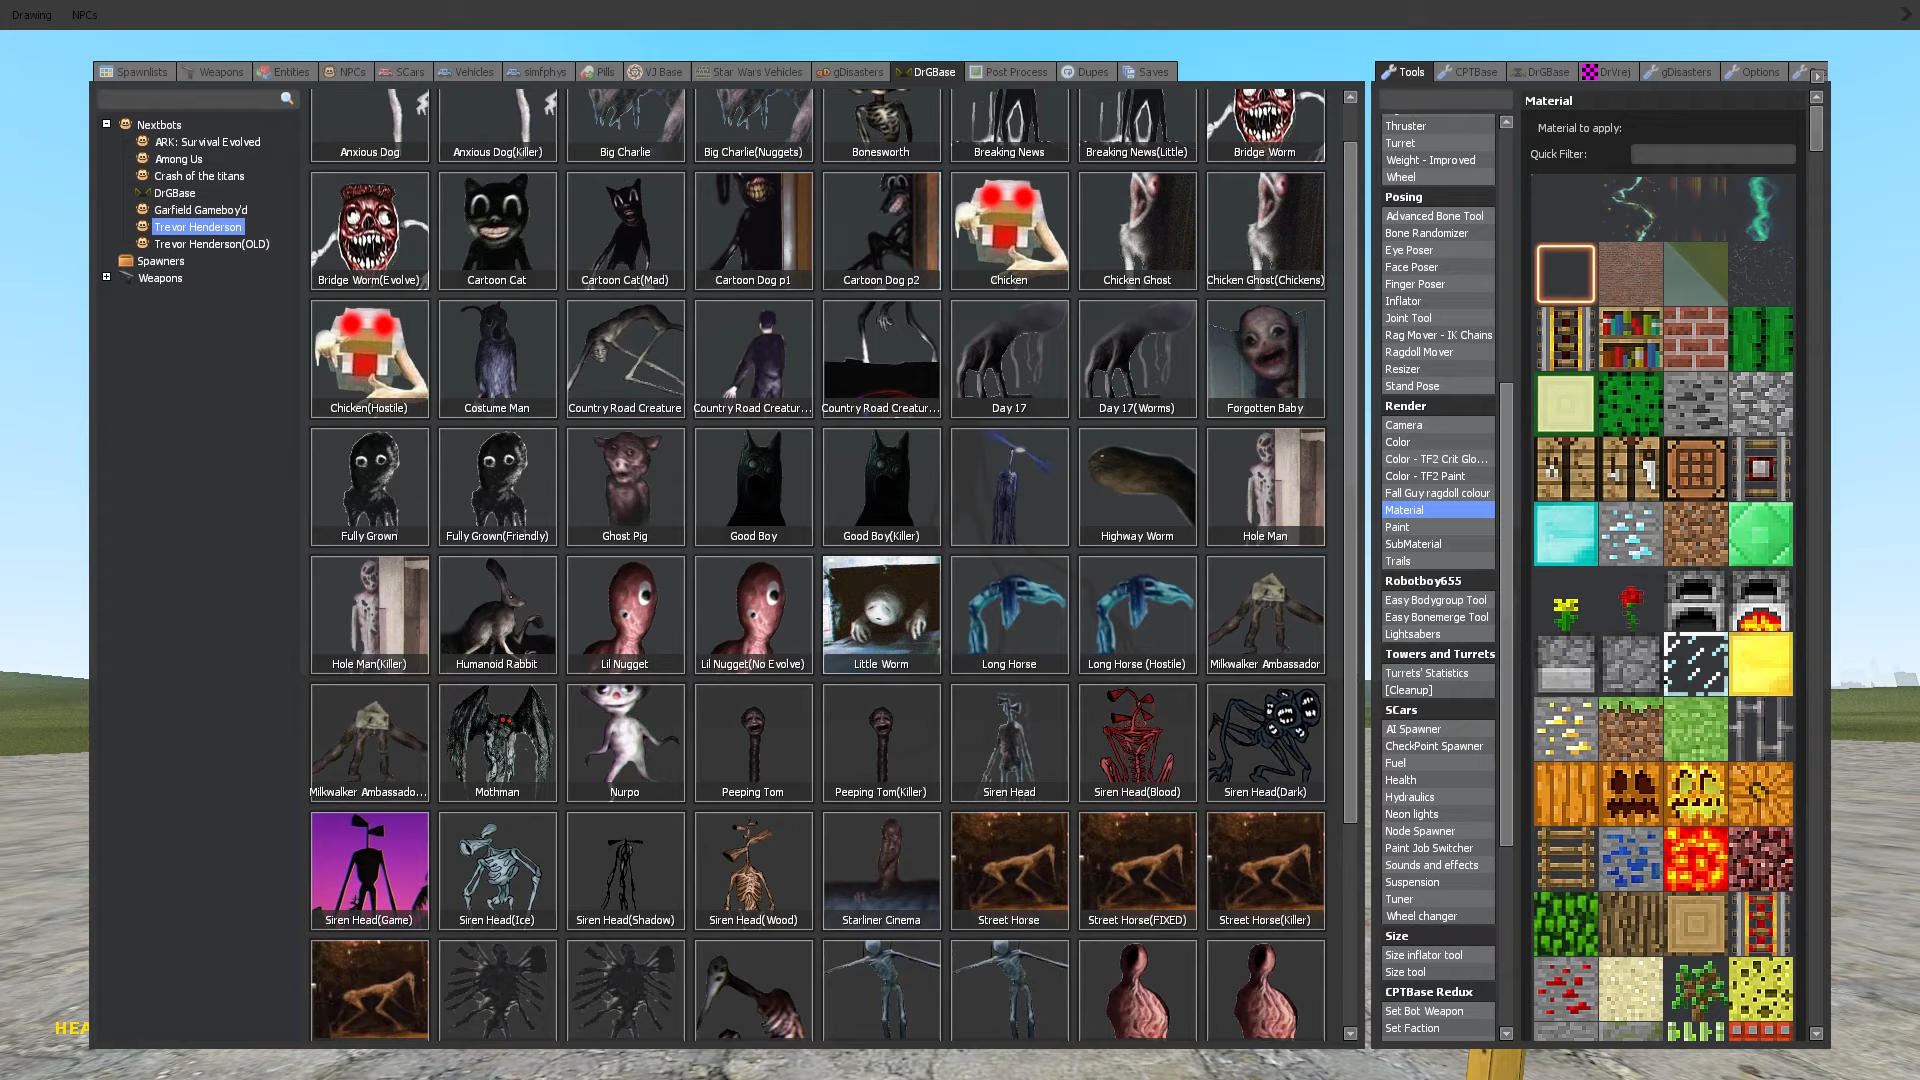 Drawing NPCs
Spawnlists Weapons Entities NPCs SCars Vehicles simfphys Pills VJ Base Star Wars Vehicles gDisasters DrGBase Post Process Dupes Saves
Nextbots
ARK: Survival Evolved
Among Us
Crash of the titans
DrGBase
Garfield Gameboy'd
Trevor Henderson
Trevor Henderson(OLD)
Spawners
Weapons
Anxious Dog Anxious Dog(Killer) Big Charlie Big Charlie(Nuggets) Bonesworth Breaking News Breaking News(Little) Bridge Worm
Bridge Worm(Evolve) Cartoon Cat Cartoon Cat(Mad) Cartoon Dog p1 Cartoon Dog p2 Chicken Chicken Ghost Chicken Ghost(Chickens)
Chicken(Hostile) Costume Man Country Road Creature Country Road Creatur... Country Road Creatur... Day 17 Day 17(Worms) Forgotten Baby
Fully Grown Fully Grown(Friendly) Ghost Pig Good Boy Good Boy(Killer) Highway Worm Hole Man
Hole Man(Killer) Humanoid Rabbit Lil Nugget Lil Nugget(No Evolve) Little Worm Long Horse Long Horse (Hostile) Milkwalker Ambassador
Milkwalker Ambassado... Mothman Nurpo Peeping Tom Peeping Tom(Killer) Siren Head Siren Head(Blood) Siren Head(Dark)
Siren Head(Game) Siren Head(Ice) Siren Head(Shadow) Siren Head(Wood) Starliner Cinema Street Horse Street Horse(FIXED) Street Horse(Killer)
HEA
Tools CPTBase DrGBase DrVrej gDisasters Options
Thruster
Turret
Weight - Improved
Wheel
Posing
Advanced Bone Tool
Bone Randomizer
Eye Poser
Face Poser
Finger Poser
Inflator
Joint Tool
Rag Mover - IK Chains
Ragdoll Mover
Resizer
Stand Pose
Render
Camera
Color
Color - TF2 Crit Glo...
Color - TF2 Paint
Fall Guy ragdoll colour
Material
Paint
SubMaterial
Trails
Robotboy655
Easy Bodygroup Tool
Easy Bonemerge Tool
Lightsabers
Towers and Turrets
Turrets' Statistics
[Cleanup]
SCars
AI Spawner
CheckPoint Spawner
Fuel
Health
Hydraulics
Neon lights
Node Spawner
Paint Job Switcher
Sounds and effects
Suspension
Tuner
Wheel changer
Size
Size inflator tool
Size tool
CPTBase Redux
Set Bot Weapon
Set Faction
Material
Material to apply:
Quick Filter: